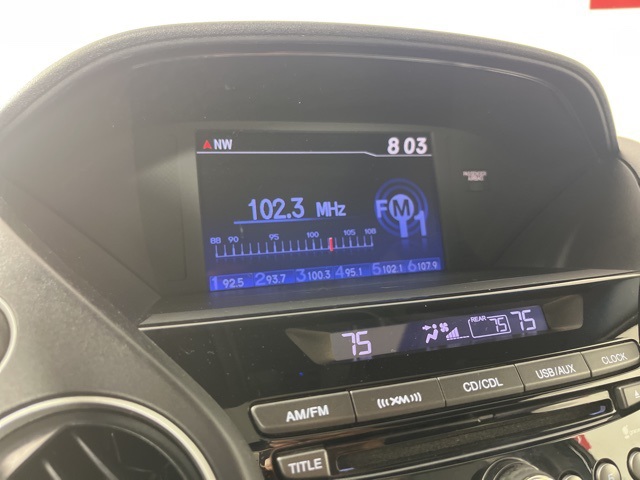 NW 8 03
102.3 MHz FM1
88 90 95 100 105 108
1 92.5 2 93.7 3 100.3 4 95.1 5 102.1 6 107.9
75 REAR 75 75
AM/FM XM CD/CDL USB/AUX CLOCK
TITLE